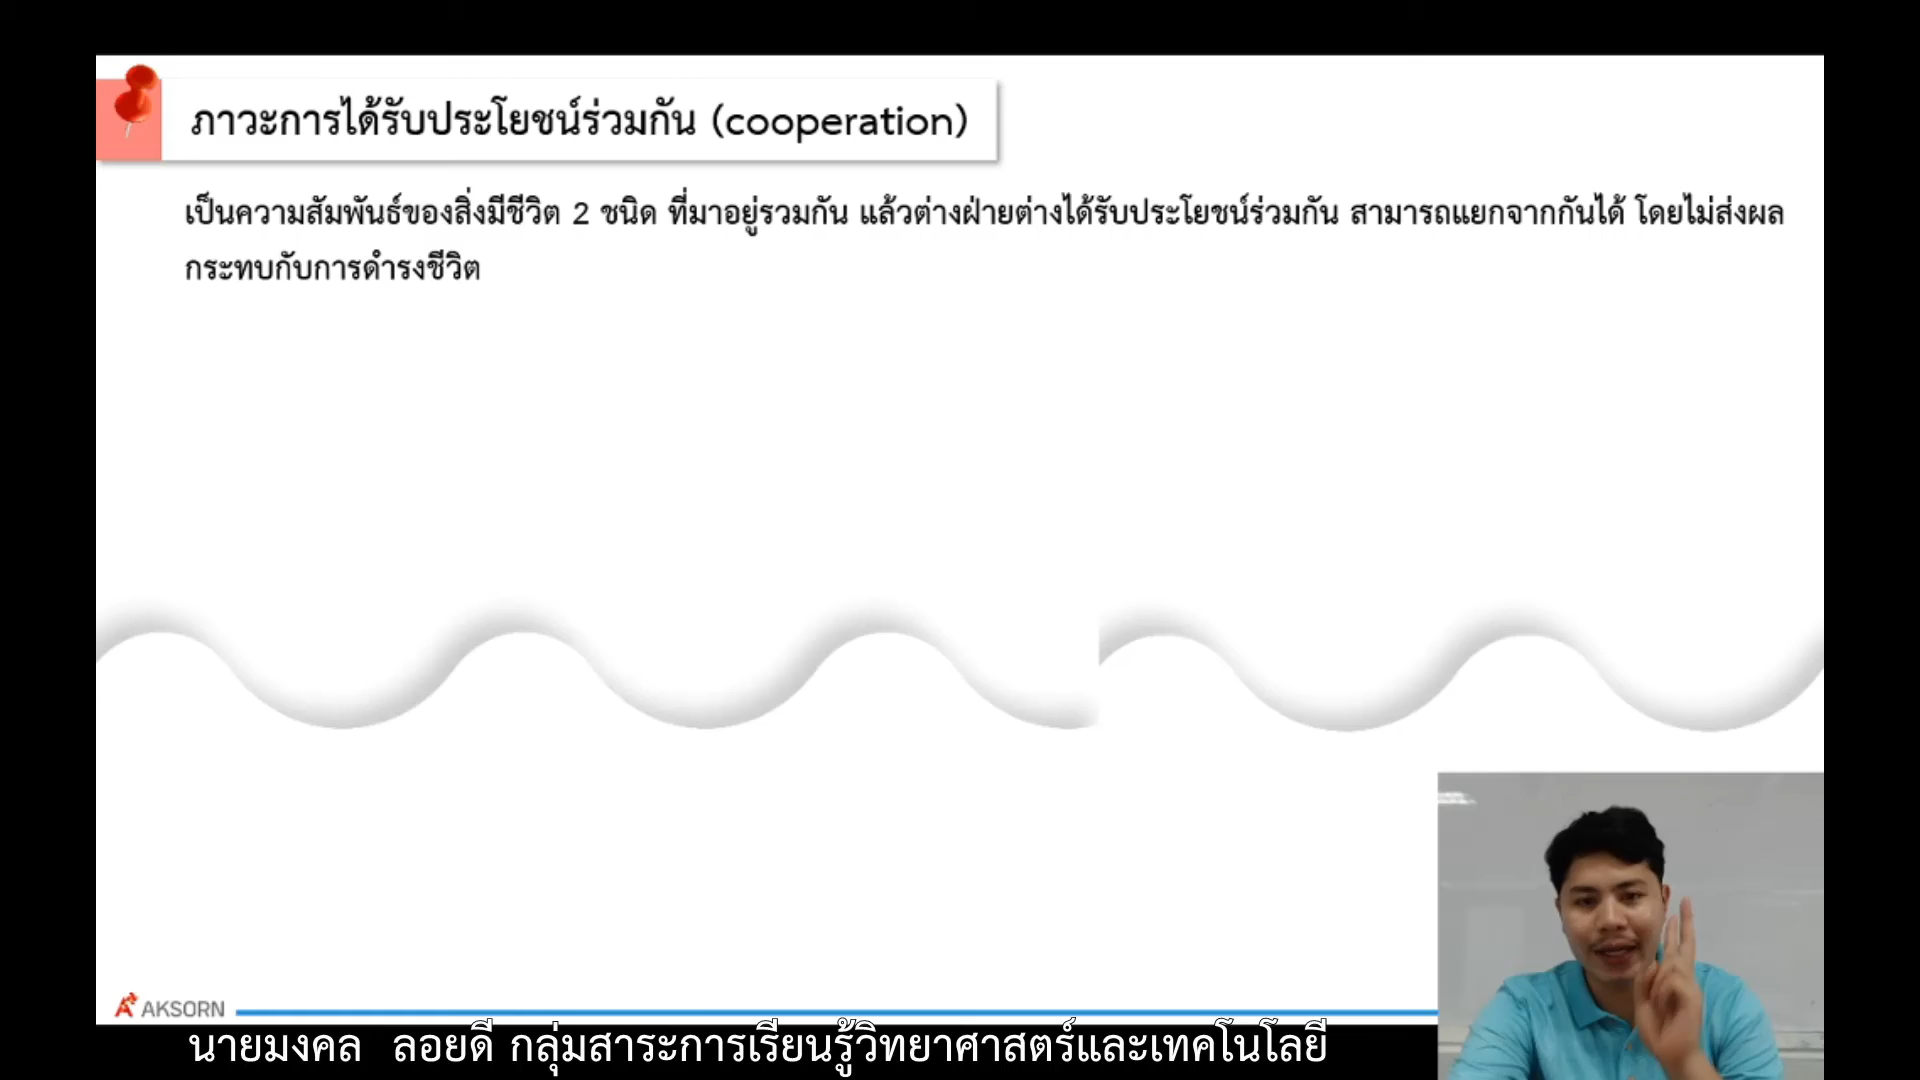 ภาวะการได้รับประโยชน์ร่วมกัน (cooperation)
เป็นความสัมพันธ์ของสิ่งมีชีวิต 2 ชนิด ที่มาอยู่รวมกัน แล้วต่างฝ่ายต่างได้รับประโยชน์ร่วมกัน สามารถแยกจากกันได้ โดยไม่ส่งผล
กระทบกับการดำรงชีวิต
AKSORN
นายมงคล ลอยดี กลุ่มสาระการเรียนรู้วิทยาศาสตร์และเทคโนโลยี